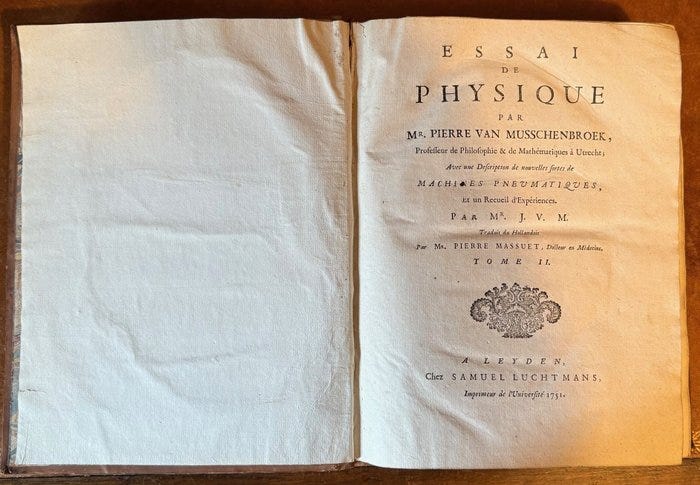 ESSAI
DE
PHYSIQUE
PAR
MR. PIERRE VAN MUSSCHENBROEK,
Professeur de Philosophie & de Mathématiques à Utrecht;
Avec une Description de nouvelles sortes de
MACHINES PNEUMATIQUES,
Et un Recueil d'Expériences.
PAR MR. J. V. M.
Traduit du Hollandois
Par MR. PIERRE MASSUET, Docteur en Médecine.
TOME II.
A LEYDEN,
Chez SAMUEL LUCHTMANS,
Imprimeur de l'Université 1751.